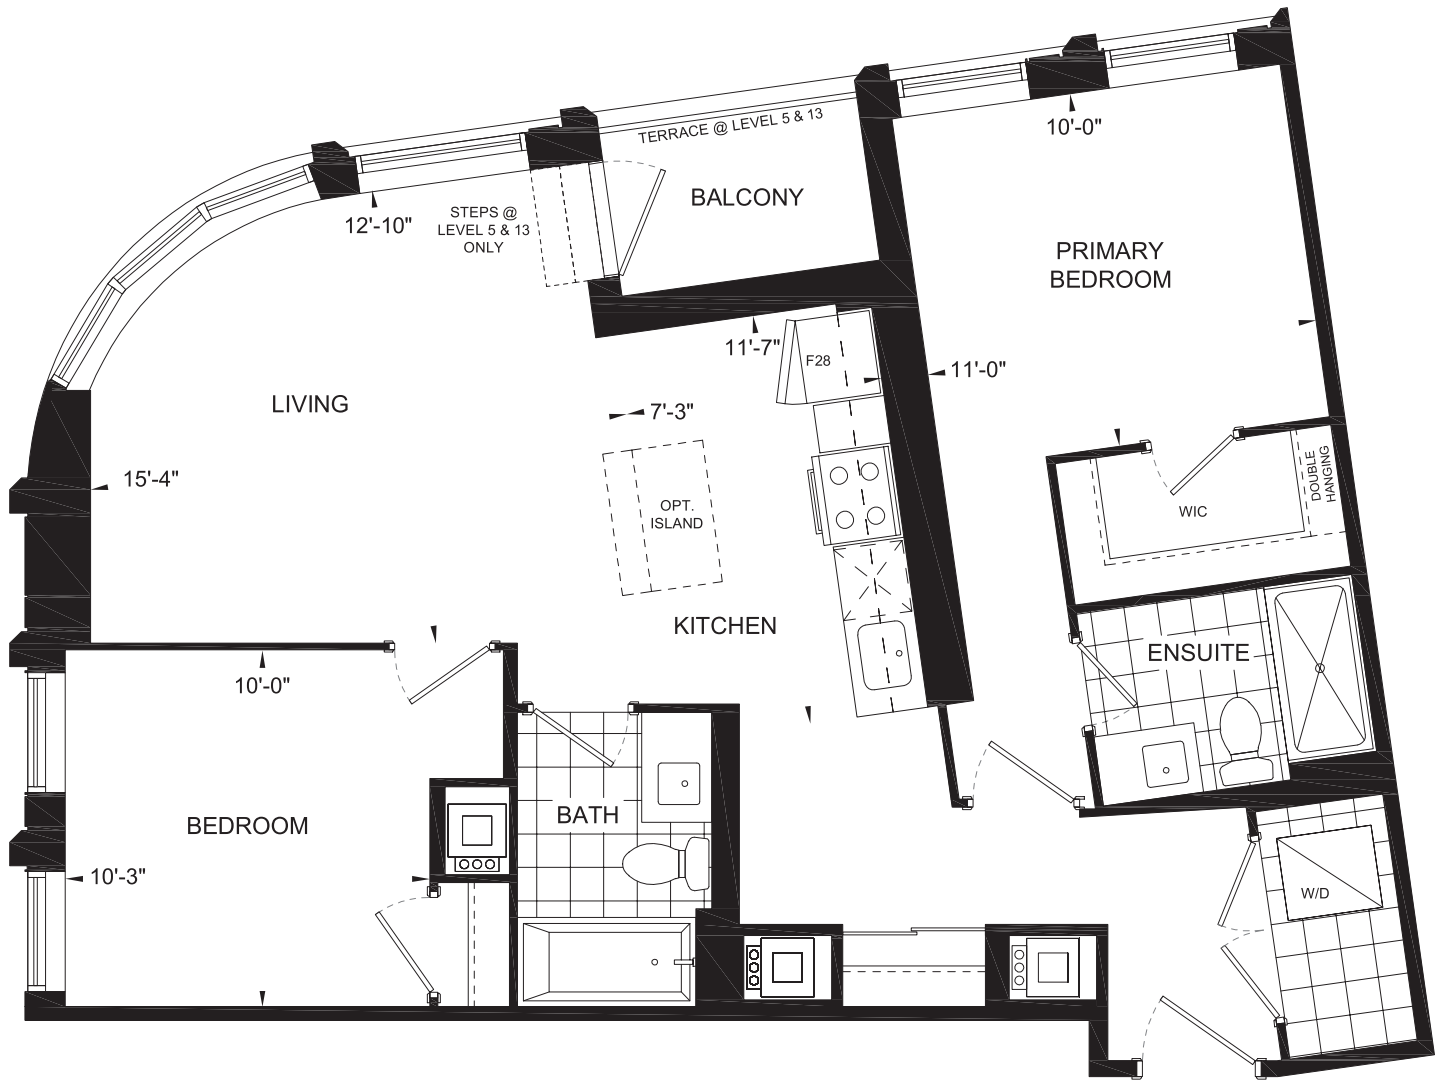 TERRACE @ LEVEL 5 & 13
10'-0"
BALCONY
12'-10"
STEPS @
LEVEL 5 & 13
ONLY
PRIMARY
BEDROOM
11'-7"
F28
11'-0"
LIVING
7'-3"
15'-4"
DOUBLE
HANGING
OPT.
ISLAND
WIC
KITCHEN
ENSUITE
10'-0"
BEDROOM
BATH
10'-3"
W/D